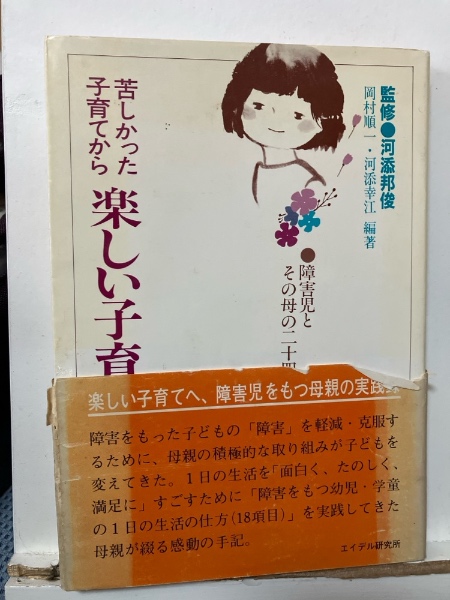 監修●河添邦俊
岡村順一・河添幸江 編著
苦しかった
子育てから
楽しい子育
●障害児と
その母の二十四
楽しい子育てへ、障害児をもつ母親の実践
障害をもった子どもの「障害」を軽減・克服す
るために、母親の積極的な取り組みが子どもを
変えてきた。1日の生活を「面白く、たのしく、
満足に」すごすために「障害をもつ幼児・学童
の1日の生活の仕方(18項目)」を実践してきた
母親が綴る感動の手記。
エイデル研究所